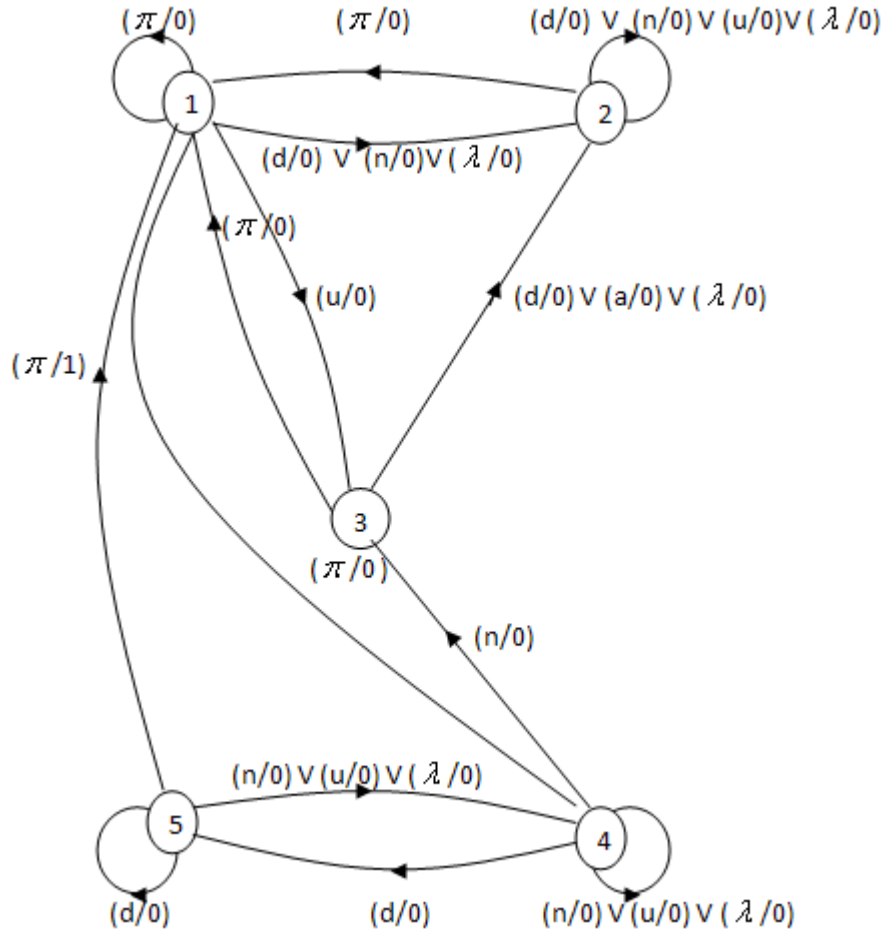 (π/0) (π/0) (d/0) V (n/0) V (u/0) V (λ/0)
1 2
(d/0) V (n/0) V (λ/0)
(π/0)
(u/0) (d/0) V (a/0) V (λ/0)
(π/1)
3
(π/0)
(n/0)
(n/0) V (u/0) V (λ/0)
5 4
(d/0) (d/0) (n/0) V (u/0) V (λ/0)